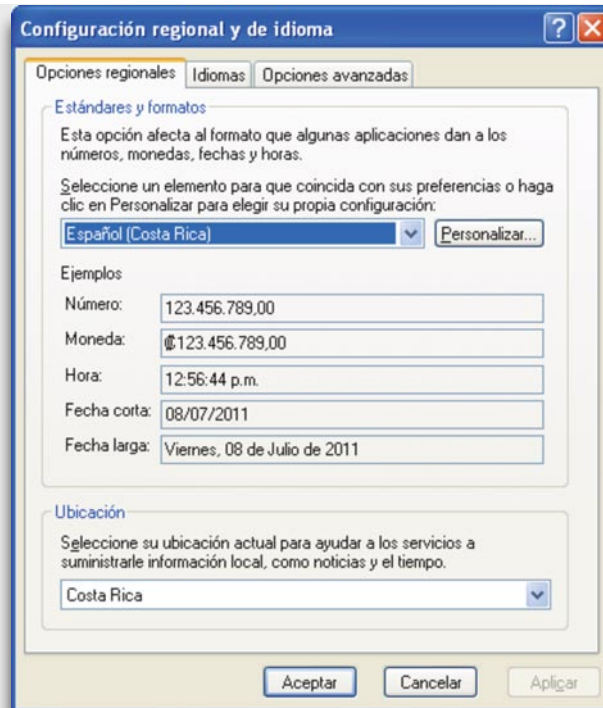 Configuración regional y de idioma
Opciones regionales Idiomas Opciones avanzadas
Estándares y formatos
Esta opción afecta al formato que algunas aplicaciones dan a los
números, monedas, fechas y horas.
Seleccione un elemento para que coincida con sus preferencias o haga
clic en Personalizar para elegir su propia configuración:
Español (Costa Rica) Personalizar...
Ejemplos
Número: 123.456.789,00
Moneda: ₡123.456.789,00
Hora: 12:56:44 p.m.
Fecha corta: 08/07/2011
Fecha larga: Viernes, 08 de Julio de 2011
Ubicación
Seleccione su ubicación actual para ayudar a los servicios a
suministrarle información local, como noticias y el tiempo.
Costa Rica
Aceptar Cancelar Aplicar